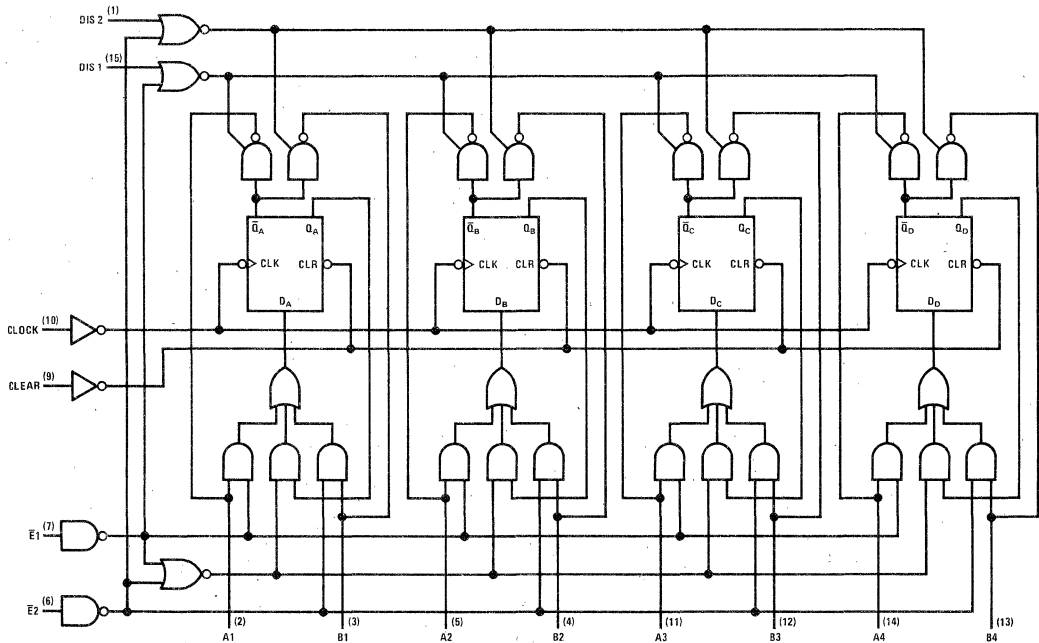 DIS 2 (1)
DIS 1 (15)
Q̅A QA
Q̅B QB
Q̅C QC
Q̅D QD
CLK CLR
CLK CLR
CLK CLR
CLK CLR
DA
DB
DC
DD
CLOCK (10)
CLEAR (9)
E̅1 (7)
E̅2 (6)
(2) (3) (5) (4) (11) (12) (14) (13)
A1 B1 A2 B2 A3 B3 A4 B4